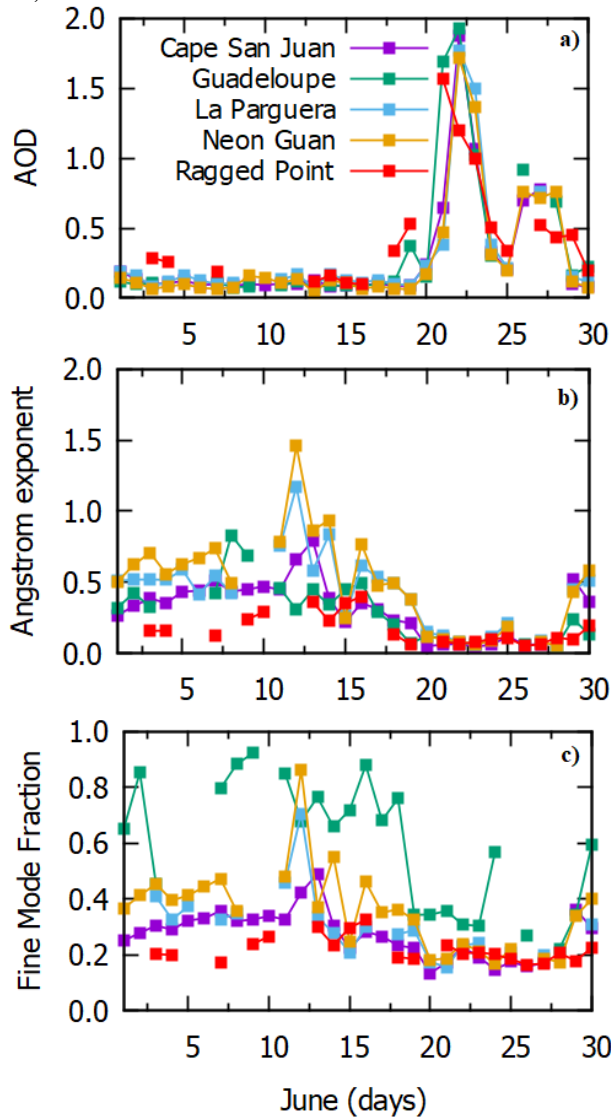 a)
Cape San Juan
Guadeloupe
La Parguera
Neon Guan
Ragged Point
AOD
2.0
1.5
1.0
0.5
0.0
5 10 15 20 25 30
b)
Angstrom exponent
2.0
1.5
1.0
0.5
0.0
5 10 15 20 25 30
c)
Fine Mode Fraction
1.0
0.8
0.6
0.4
0.2
0.0
5 10 15 20 25 30
June (days)